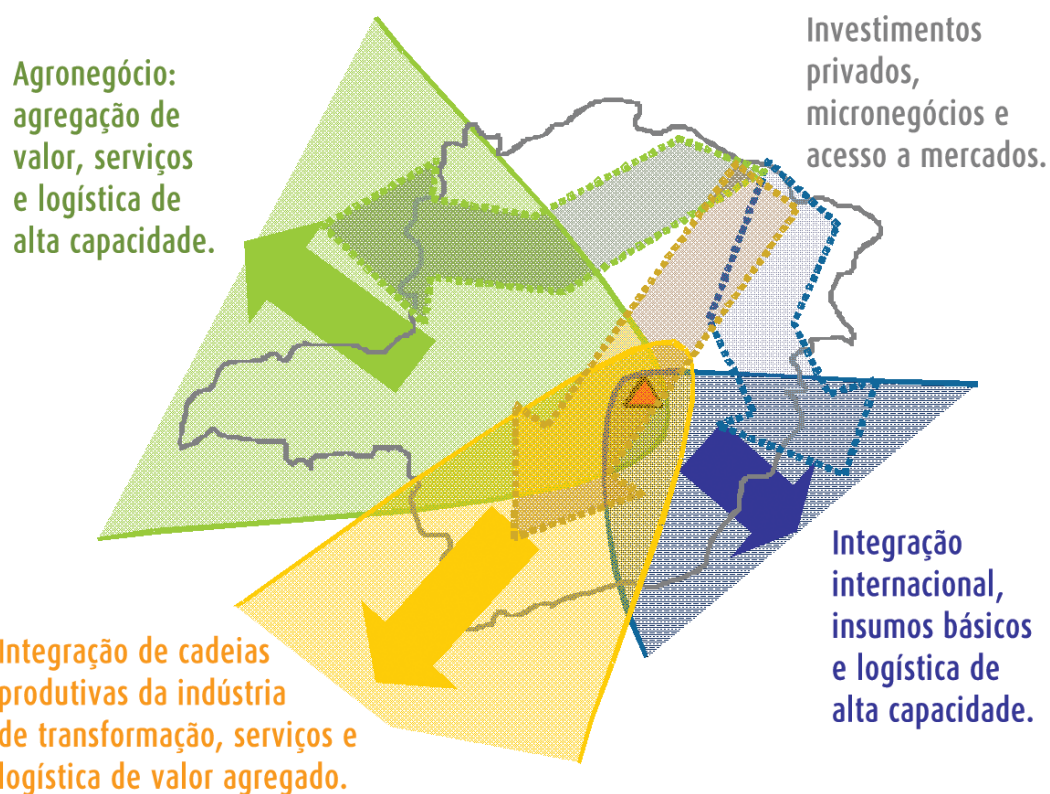 Agronegócio:
agregação de
valor, serviços
e logística de
alta capacidade.
Investimentos
privados,
micronegócios e
acesso a mercados.
Integração
internacional,
insumos básicos
e logística de
alta capacidade.
Integração de cadeias
produtivas da indústria
de transformação, serviços e
logística de valor agregado.